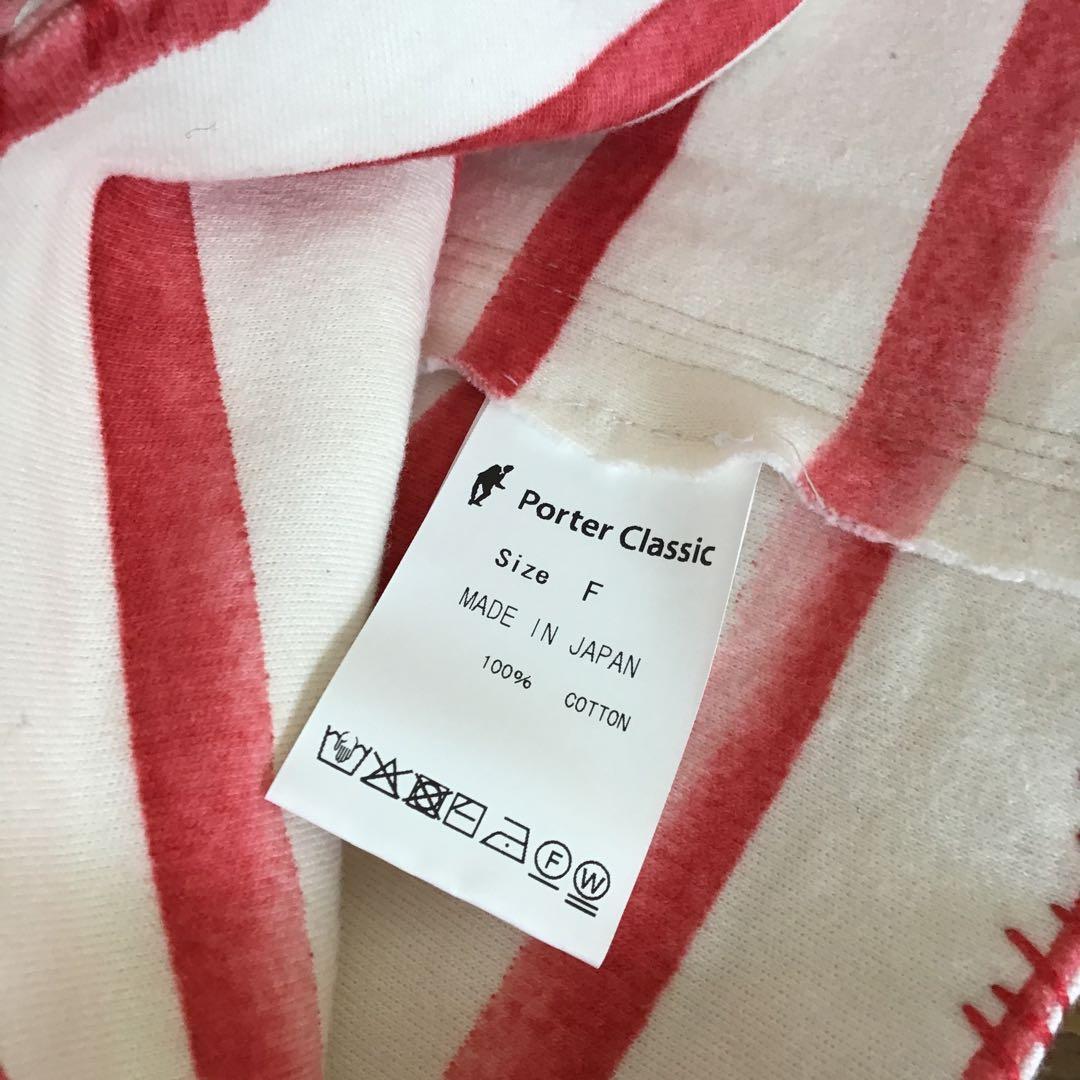 Porter Classic
Size F
MADE IN JAPAN
100% COTTON
F W